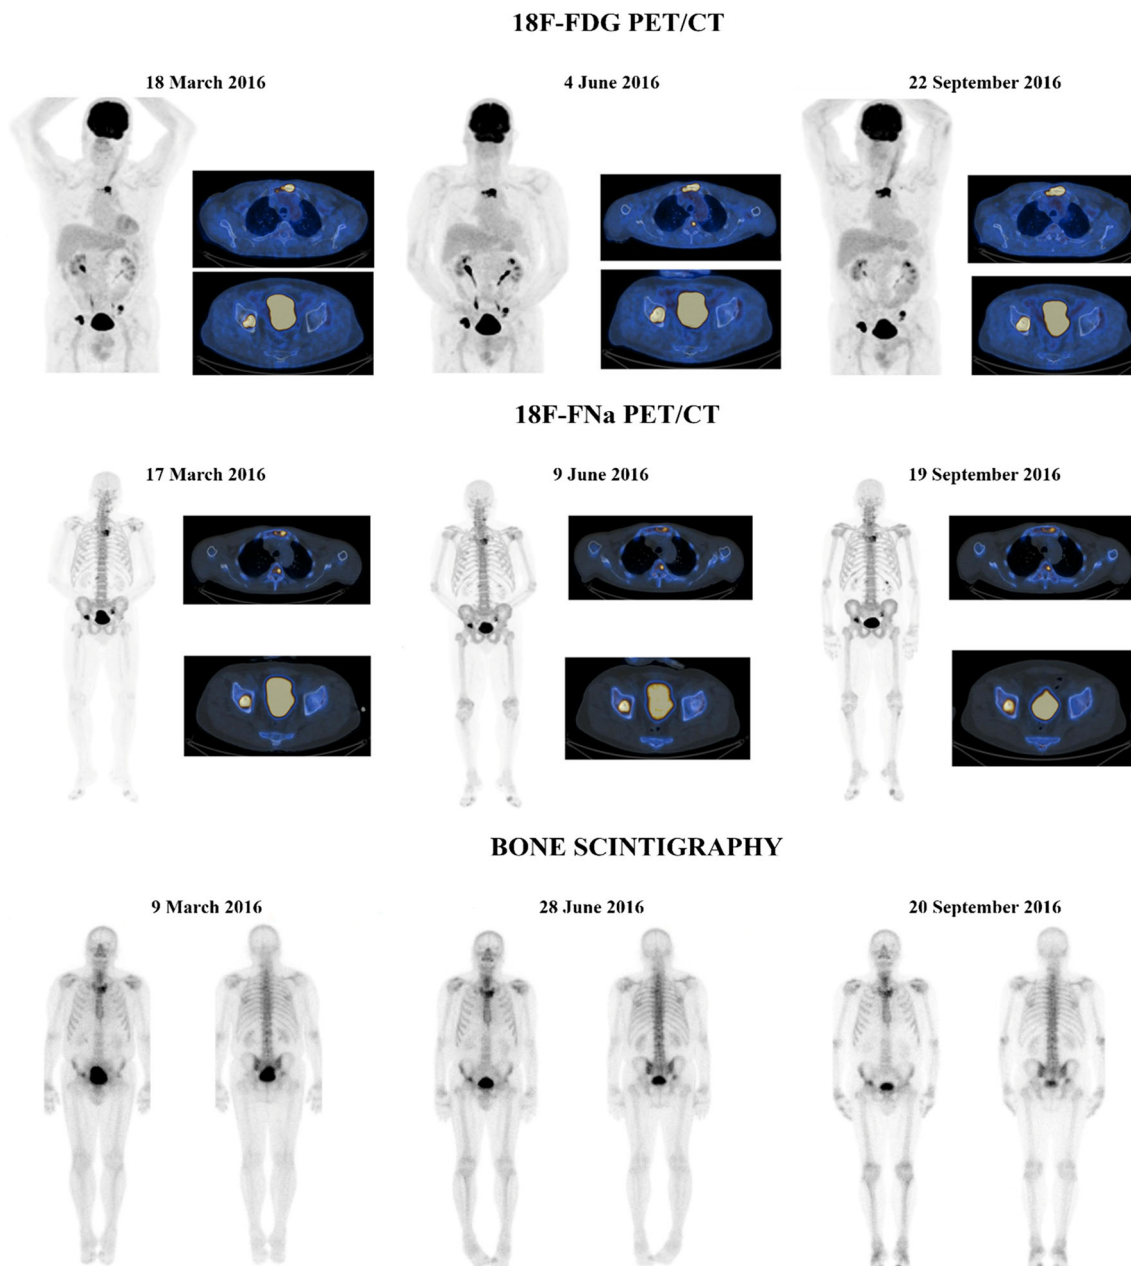 18F-FDG PET/CT
18 March 2016
4 June 2016
22 September 2016
18F-FNa PET/CT
17 March 2016
9 June 2016
19 September 2016
BONE SCINTIGRAPHY
9 March 2016
28 June 2016
20 September 2016